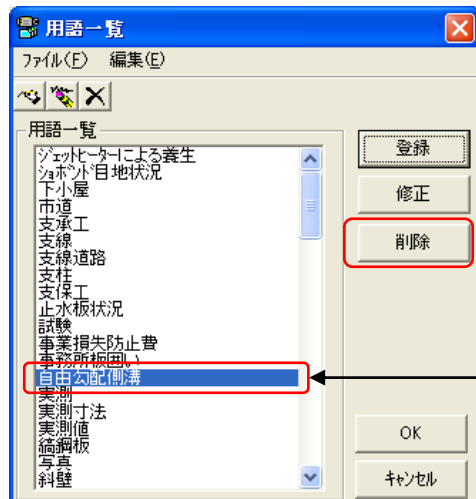 用語一覧
ファイル(F) 編集(E)
用語一覧
ジェットヒーターによる養生
ショボンド目地状況
下小屋
市道
支承工
支線
支線道路
支柱
支保工
止水板状況
試験
事業損失防止費
事務所板囲い
自由勾配側溝
実測
実測寸法
実測値
縞鋼板
写真
斜壁
登録
修正
削除
OK
キャンセル